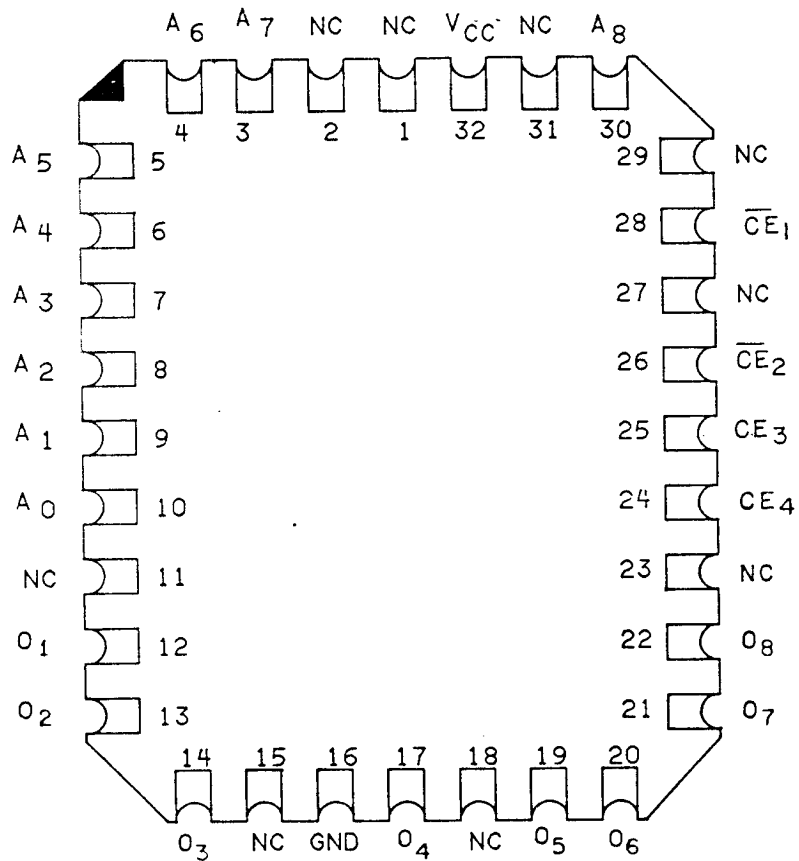 A6 A7 NC NC VCC NC A8
4 3 2 1 32 31 30
A5 5 29 NC
A4 6 28 C̅E̅1
A3 7 27 NC
A2 8 26 C̅E̅2
A1 9 25 CE3
A0 10 24 CE4
NC 11 23 NC
O1 12 22 O8
O2 13 21 O7
14 15 16 17 18 19 20
O3 NC GND O4 NC O5 O6